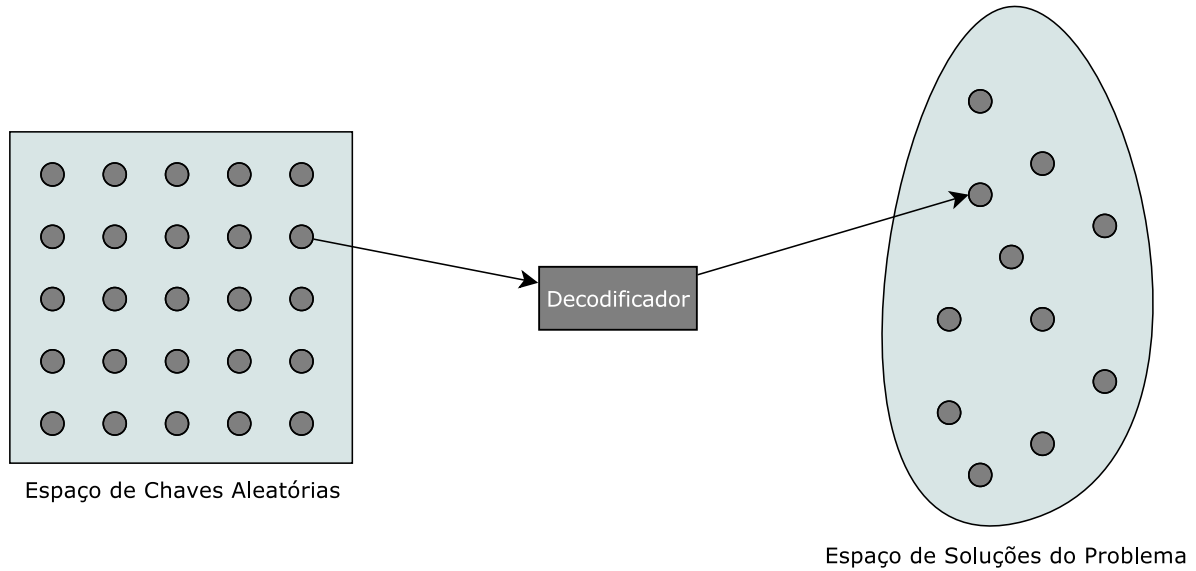 Decodificador
Espaço de Chaves Aleatórias
Espaço de Soluções do Problema